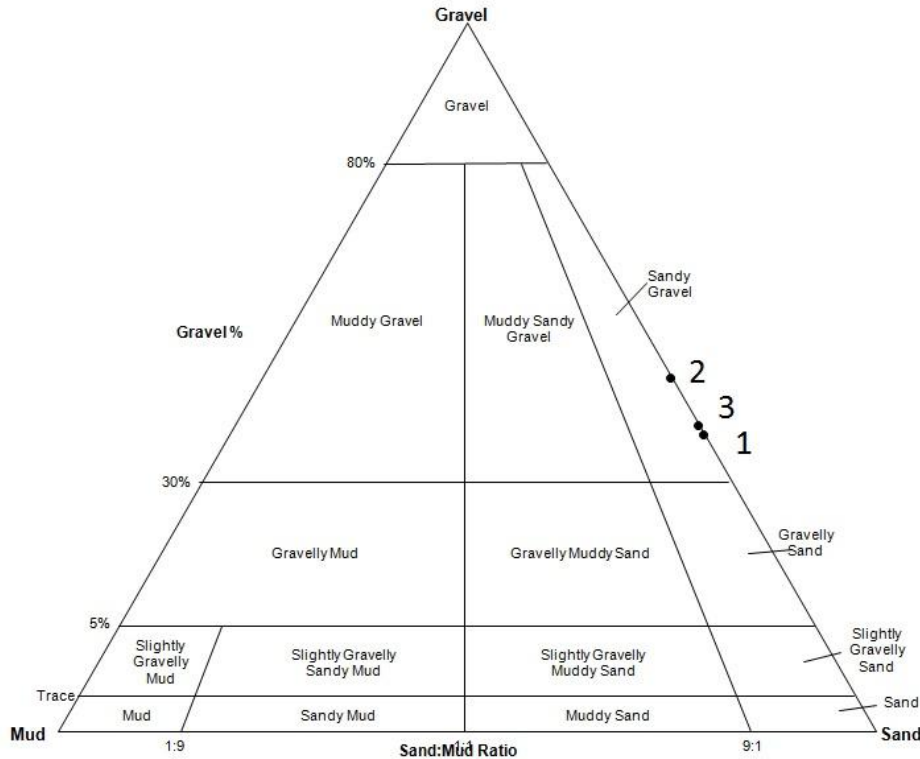 Gravel
Gravel
80%
Sandy
Gravel
Muddy Gravel
Muddy Sandy
Gravel
Gravel %
2
3
1
30%
Gravelly Mud
Gravelly Muddy Sand
Gravelly
Sand
5%
Slightly
Gravelly
Mud
Slightly Gravelly
Sandy Mud
Slightly Gravelly
Muddy Sand
Slightly
Gravelly
Sand
Trace
Mud
Sandy Mud
Muddy Sand
Sand
Mud
Sand
1:9
9:1
Sand:Mud Ratio